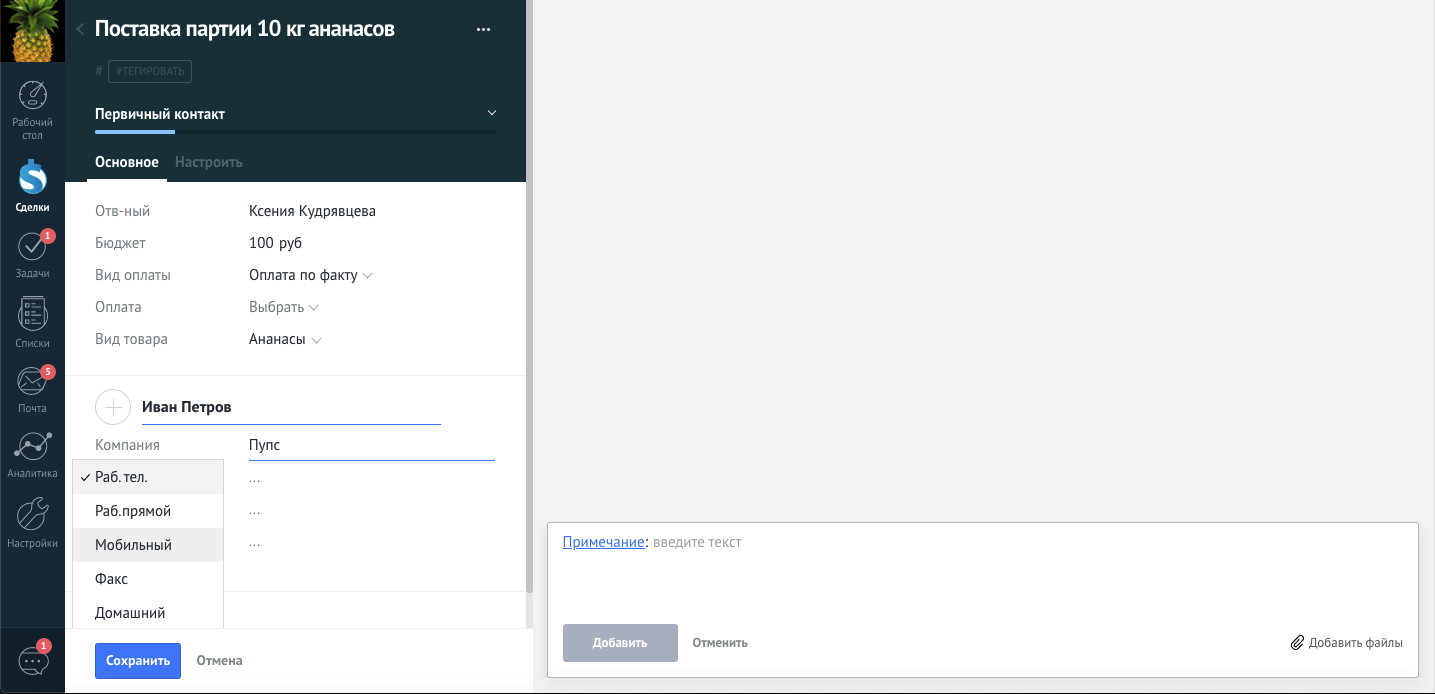 Поставка партии 10 кг ананасов
# #ТЕГИРОВАТЬ
Первичный контакт
Основное Настроить
Отв-ный Ксения Кудрявцева
Бюджет 100 руб
Вид оплаты Оплата по факту
Оплата Выбрать
Вид товара Ананасы
Иван Петров
Компания Пупс
Раб. тел. ...
Раб.прямой ...
Мобильный ...
Факс
Домашний
Сохранить Отмена
Рабочий
стол
Сделки
1
Задачи
Списки
5
Почта
Аналитика
Настройки
1
Примечание: введите текст
Добавить Отменить Добавить файлы